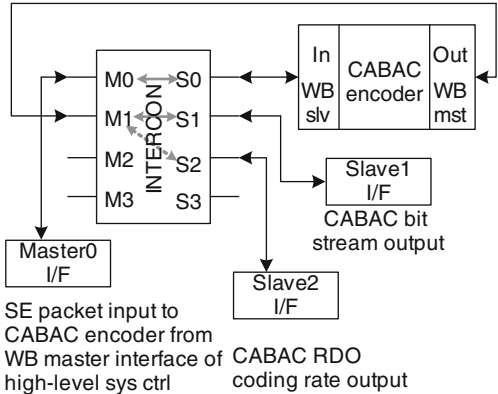 M0 S0
M1 S1
M2 S2
M3 S3
INTERCON
In
WB
slv
CABAC
encoder
Out
WB
mst
Slave1
I/F
CABAC bit
stream output
Master0
I/F
SE packet input to
CABAC encoder from
WB master interface of
high-level sys ctrl
Slave2
I/F
CABAC RDO
coding rate output